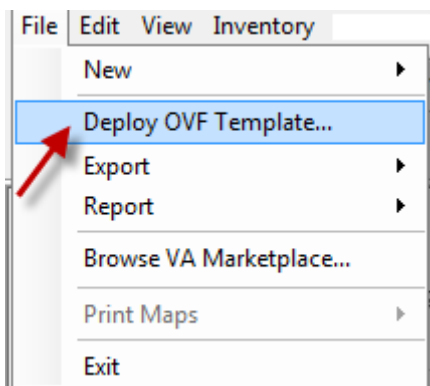 File Edit View Inventory
New
Deploy OVF Template...
Export
Report
Browse VA Marketplace...
Print Maps
Exit